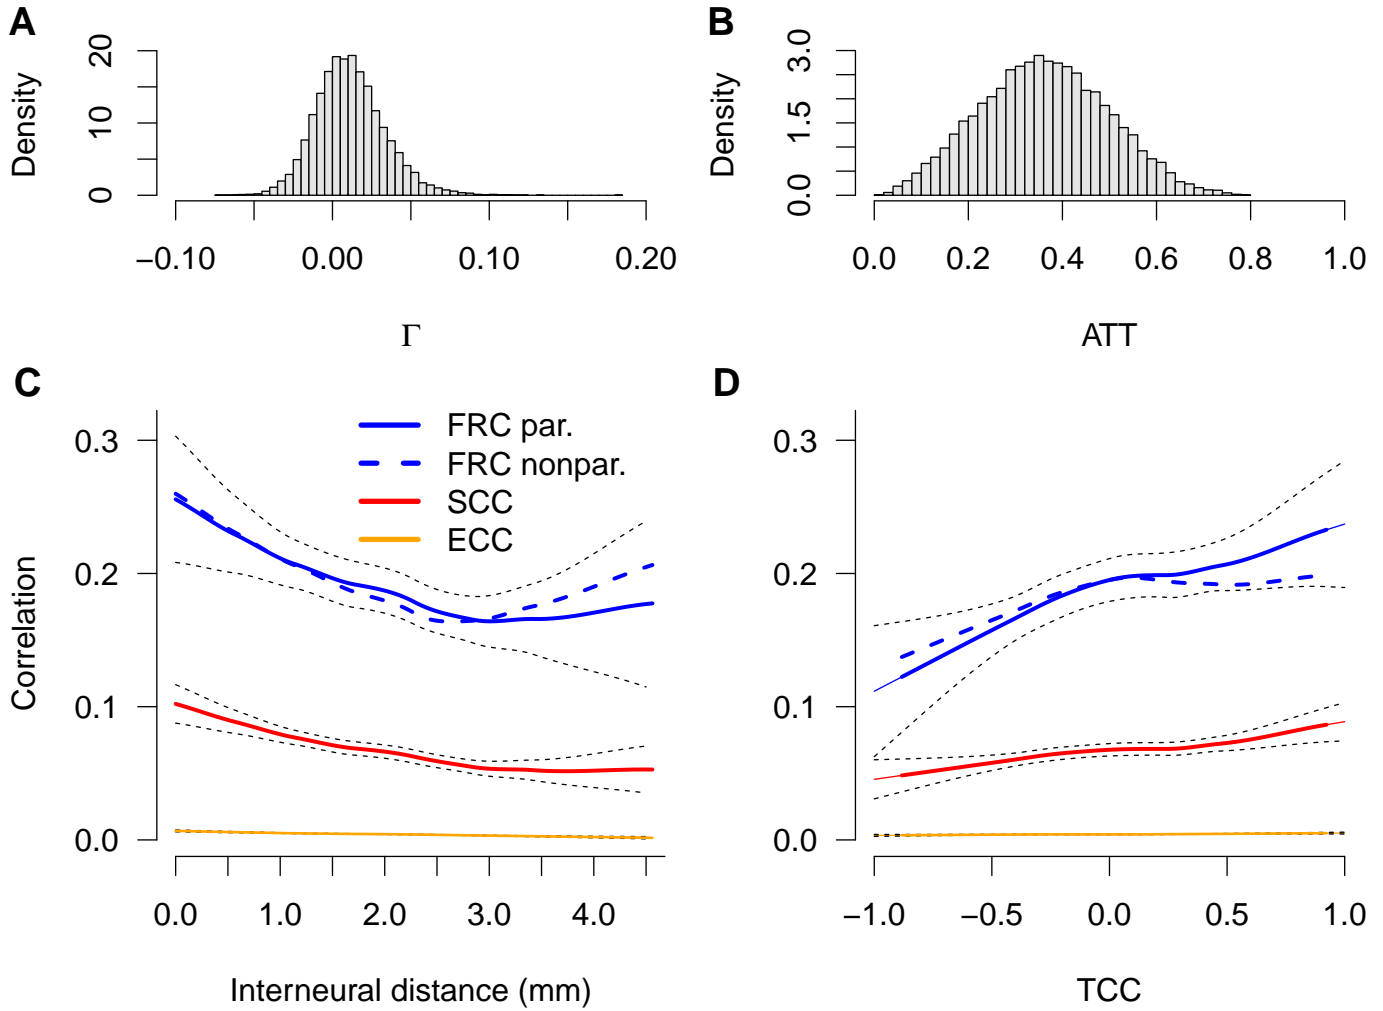 A
Density
0
10
20
−0.10
0.00
0.10
0.20
Γ
B
Density
0.0
1.5
3.0
0.0
0.2
0.4
0.6
0.8
1.0
ATT
C
Correlation
0.3
0.2
0.1
0.0
FRC par.
FRC nonpar.
SCC
ECC
0.0
1.0
2.0
3.0
4.0
Interneural distance (mm)
D
0.3
0.2
0.1
0.0
−1.0
−0.5
0.0
0.5
1.0
TCC